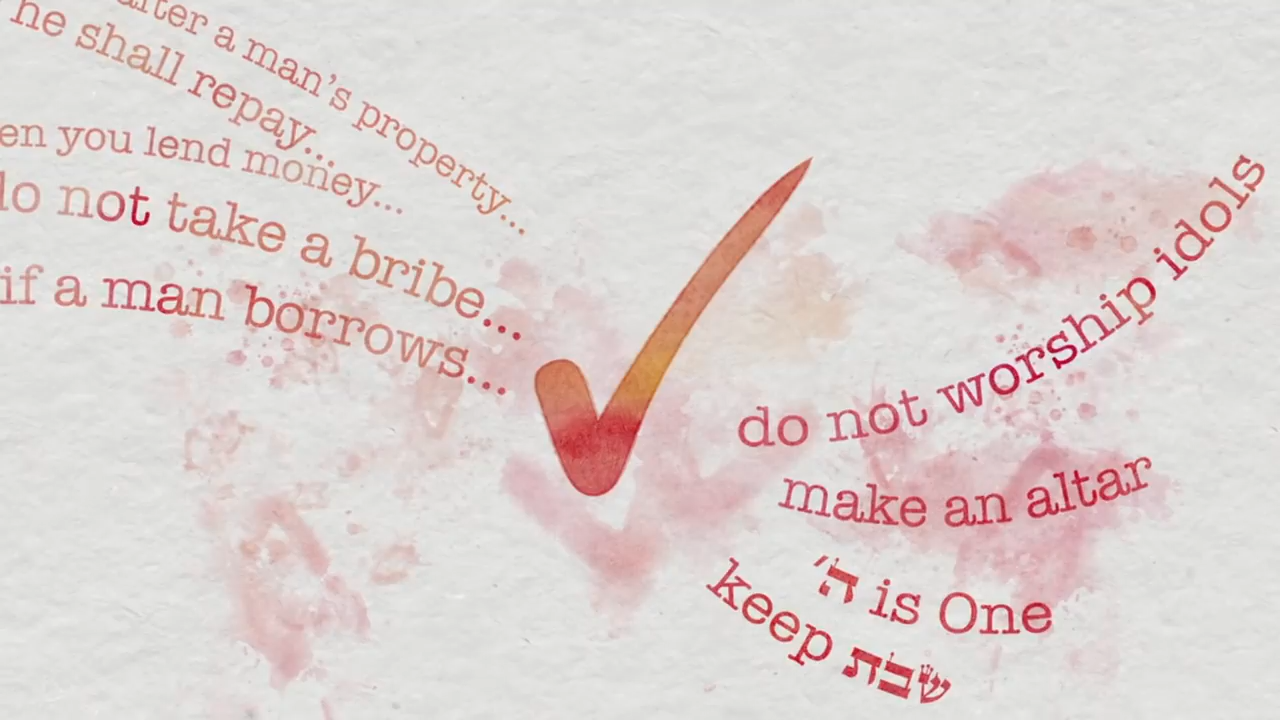 after a man's property...
he shall repay...
en you lend money...
do not take a bribe...
if a man borrows...
do not worship idols
make an altar
ה׳ is One
keep שבת